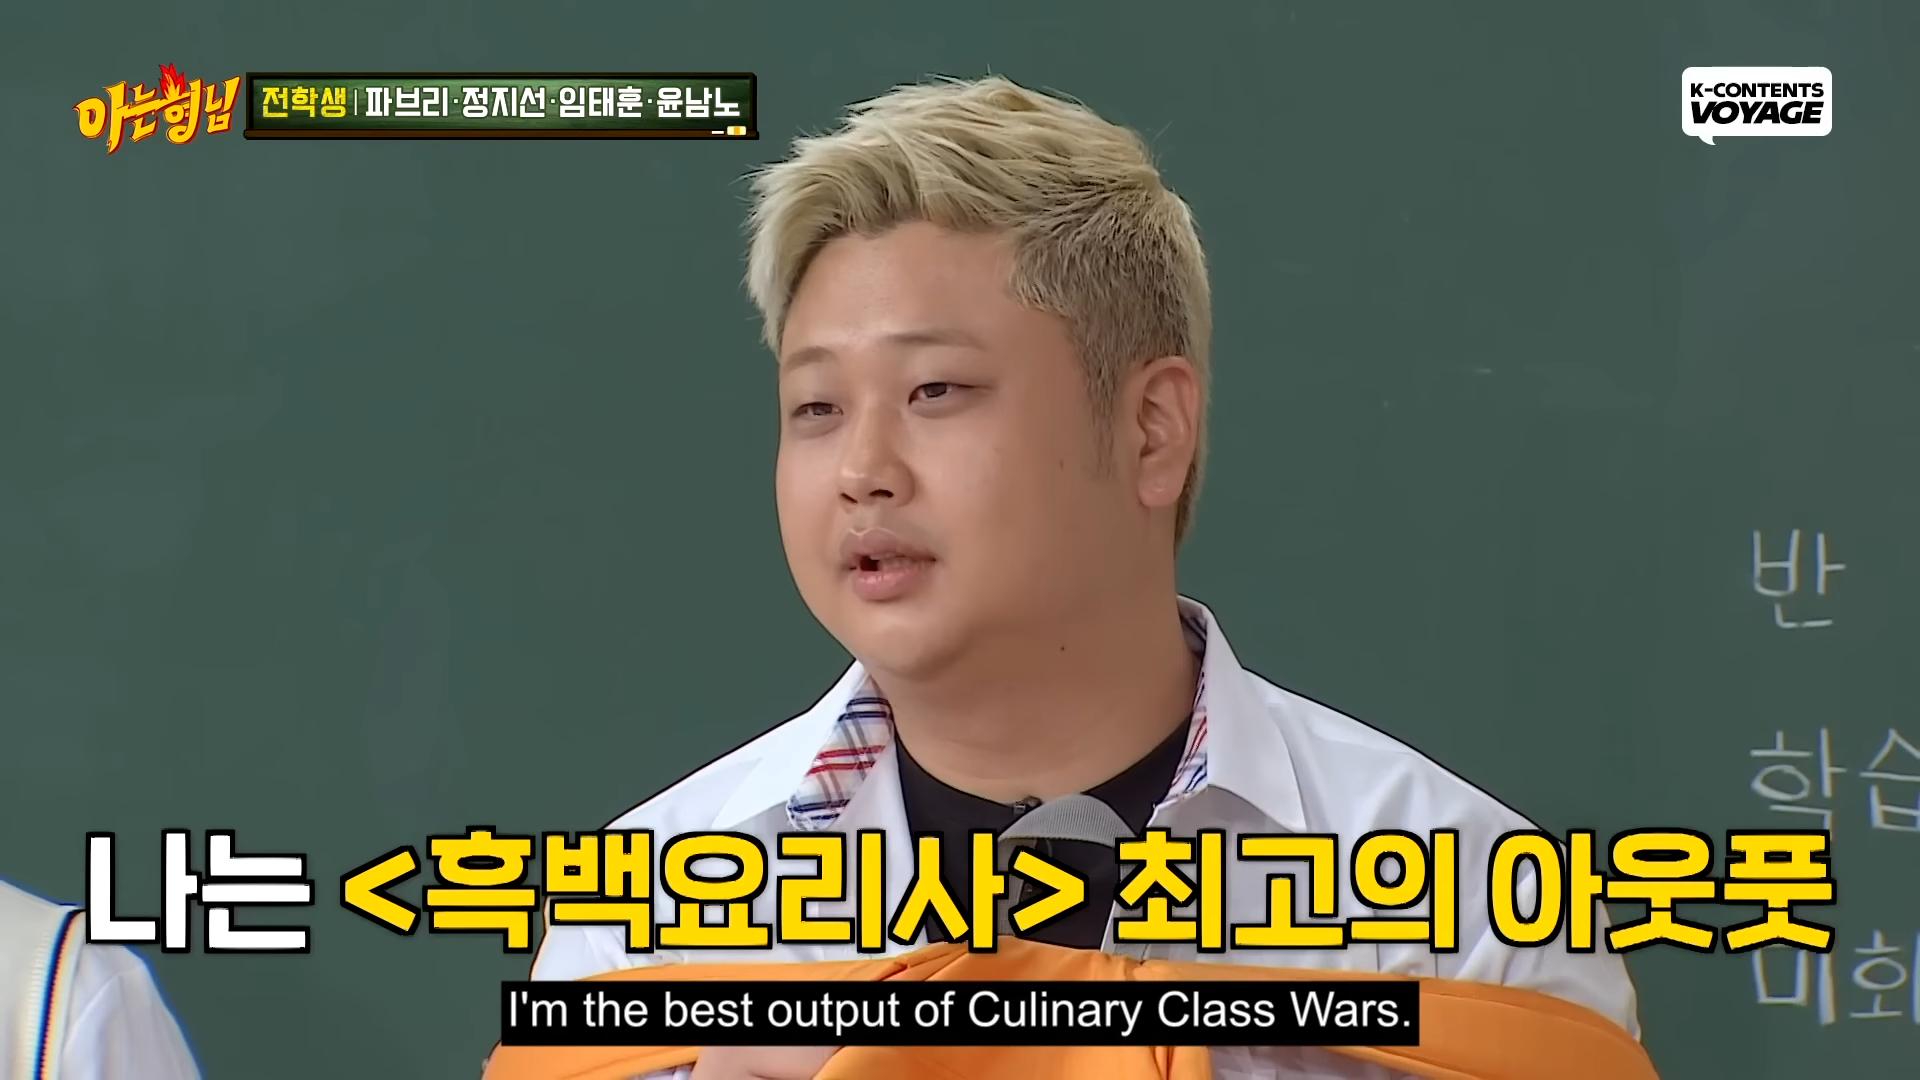 아는형님
전학생 | 파브리·정지선·임태훈·윤남노
K-CONTENTS
VOYAGE
반
학습
미화
나는 <흑백요리사> 최고의 아웃풋
I'm the best output of Culinary Class Wars.